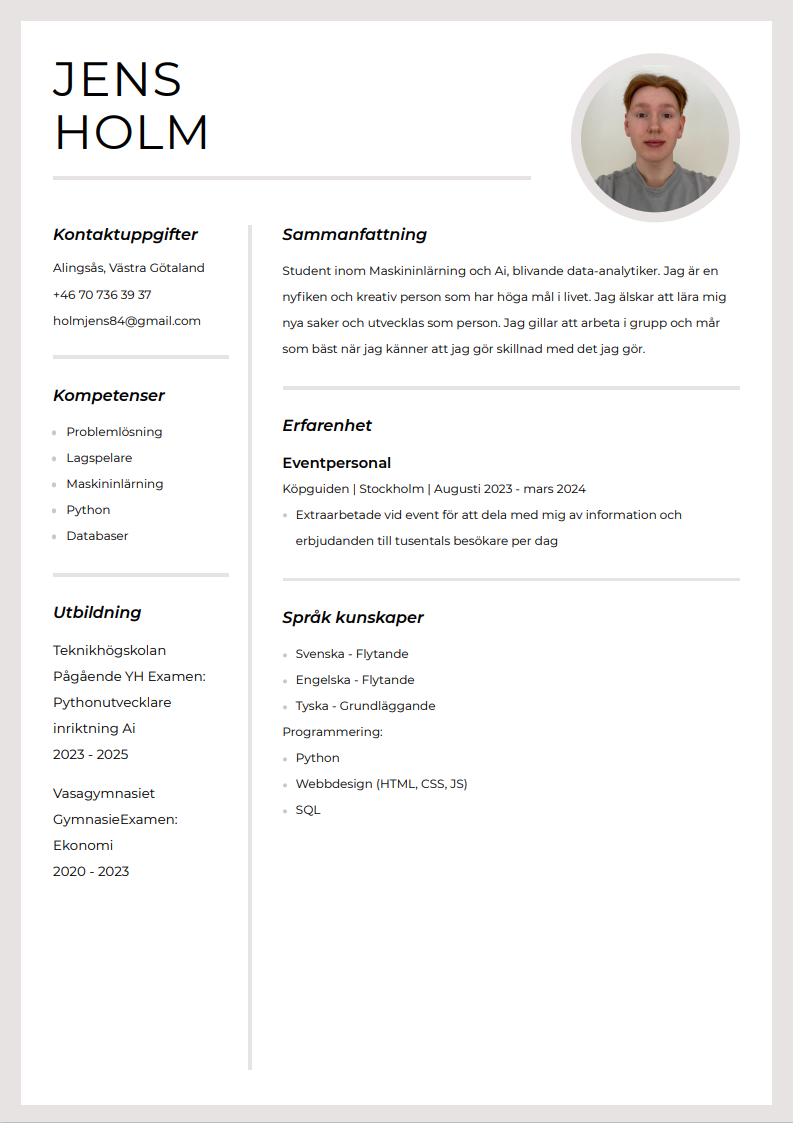 JENS
HOLM
Kontaktuppgifter
Alingsås, Västra Götaland
+46 70 736 39 37
holmjens84@gmail.com
Kompetenser
Problemlösning
Lagspelare
Maskininlärning
Python
Databaser
Utbildning
Teknikhögskolan
Pågående YH Examen:
Pythonutvecklare
inriktning Ai
2023 - 2025
Vasagymnasiet
GymnasieExamen:
Ekonomi
2020 - 2023
Sammanfattning
Student inom Maskininlärning och Ai, blivande data-analytiker. Jag är en
nyfiken och kreativ person som har höga mål i livet. Jag älskar att lära mig
nya saker och utvecklas som person. Jag gillar att arbeta i grupp och mår
som bäst när jag känner att jag gör skillnad med det jag gör.
Erfarenhet
Eventpersonal
Köpguiden | Stockholm | Augusti 2023 - mars 2024
Extraarbetade vid event för att dela med mig av information och
erbjudanden till tusentals besökare per dag
Språk kunskaper
Svenska - Flytande
Engelska - Flytande
Tyska - Grundläggande
Programmering:
Python
Webbdesign (HTML, CSS, JS)
SQL